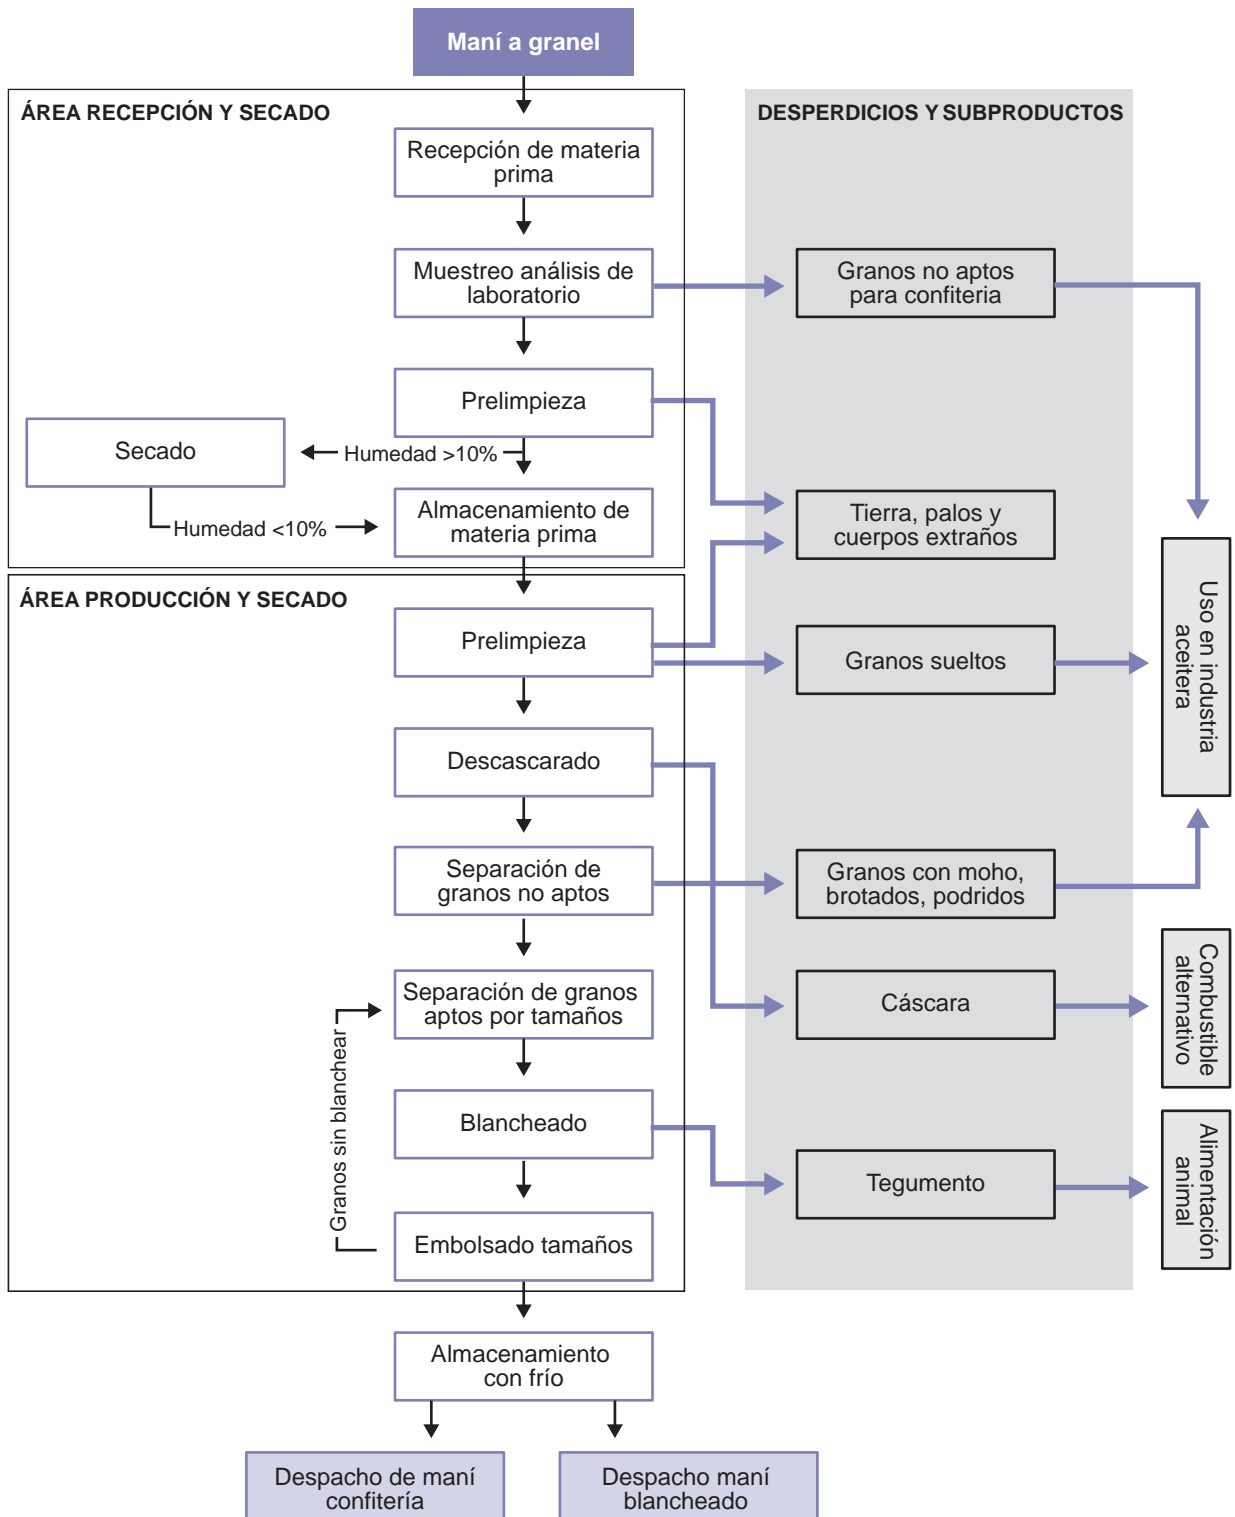 Maní a granel
ÁREA RECEPCIÓN Y SECADO
DESPERDICIOS Y SUBPRODUCTOS
Recepción de materia
prima
Muestreo análisis de
laboratorio
Granos no aptos
para confiteria
Prelimpieza
Secado
Humedad >10%
Almacenamiento de
materia prima
Humedad <10%
Tierra, palos y
cuerpos extraños
ÁREA PRODUCCIÓN Y SECADO
Prelimpieza
Granos sueltos
Uso en industria
aceitera
Descascarado
Separación de
granos no aptos
Granos con moho,
brotados, podridos
Separación de granos
aptos por tamaños
Cáscara
Combustible
alternativo
Granos sin blanchear
Blancheado
Tegumento
Alimentación
animal
Embolsado tamaños
Almacenamiento
con frío
Despacho de maní
confitería
Despacho maní
blancheado